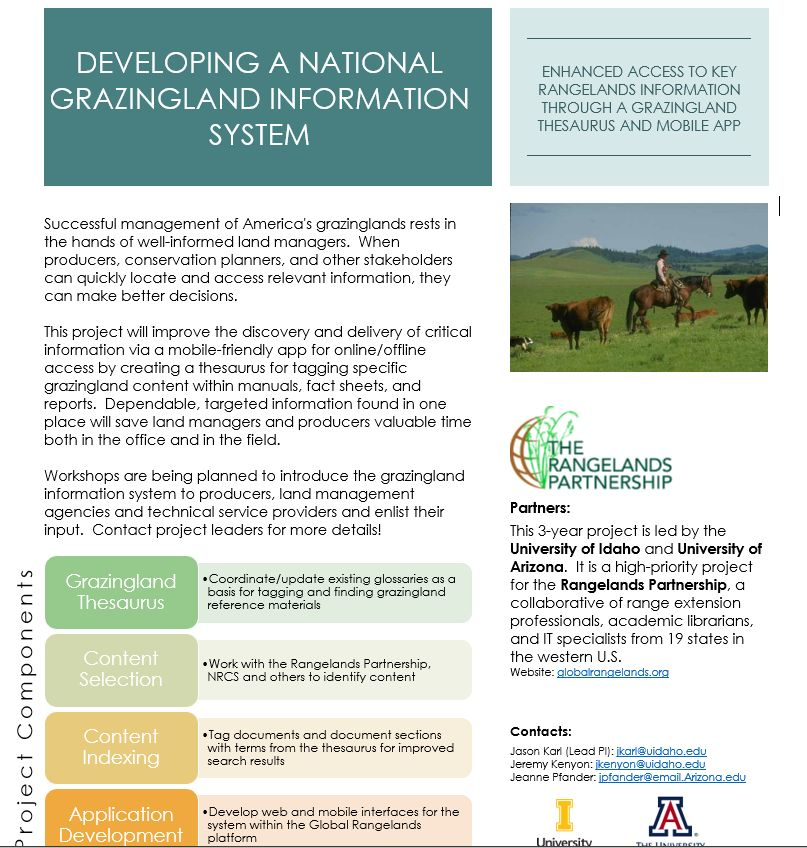 DEVELOPING A NATIONAL
GRAZINGLAND INFORMATION
SYSTEM
ENHANCED ACCESS TO KEY
RANGELANDS INFORMATION
THROUGH A GRAZINGLAND
THESAURUS AND MOBILE APP
Successful management of America's grazinglands rests in
the hands of well-informed land managers.  When
producers, conservation planners, and other stakeholders
can quickly locate and access relevant information, they
can make better decisions.
This project will improve the discovery and delivery of critical
information via a mobile-friendly app for online/offline
access by creating a thesaurus for tagging specific
grazingland content within manuals, fact sheets, and
reports.  Dependable, targeted information found in one
place will save land managers and producers valuable time
both in the office and in the field.
Workshops are being planned to introduce the grazingland
information system to producers, land management
agencies and technical service providers and enlist their
input.  Contact project leaders for more details!
Project Components
Grazingland
Thesaurus
•Coordinate/update existing glossaries as a
basis for tagging and finding grazingland
reference materials
Content
Selection
•Work with the Rangelands Partnership,
NRCS and others to identify content
Content
Indexing
•Tag documents and document sections
with terms from the thesaurus for improved
search results
Application
Development
•Develop web and mobile interfaces for the
system within the Global Rangelands
platform
THE
RANGELANDS
PARTNERSHIP
Partners:
This 3-year project is led by the
University of Idaho and University of
Arizona.  It is a high-priority project
for the Rangelands Partnership, a
collaborative of range extension
professionals, academic librarians,
and IT specialists from 19 states in
the western U.S.
Website: globalrangelands.org
Contacts:
Jason Karl (Lead PI): jkarl@uidaho.edu
Jeremy Kenyon: jkenyon@uidaho.edu
Jeanne Pfander: jpfander@email.Arizona.edu
I
University
A
THE UNIVERSITY